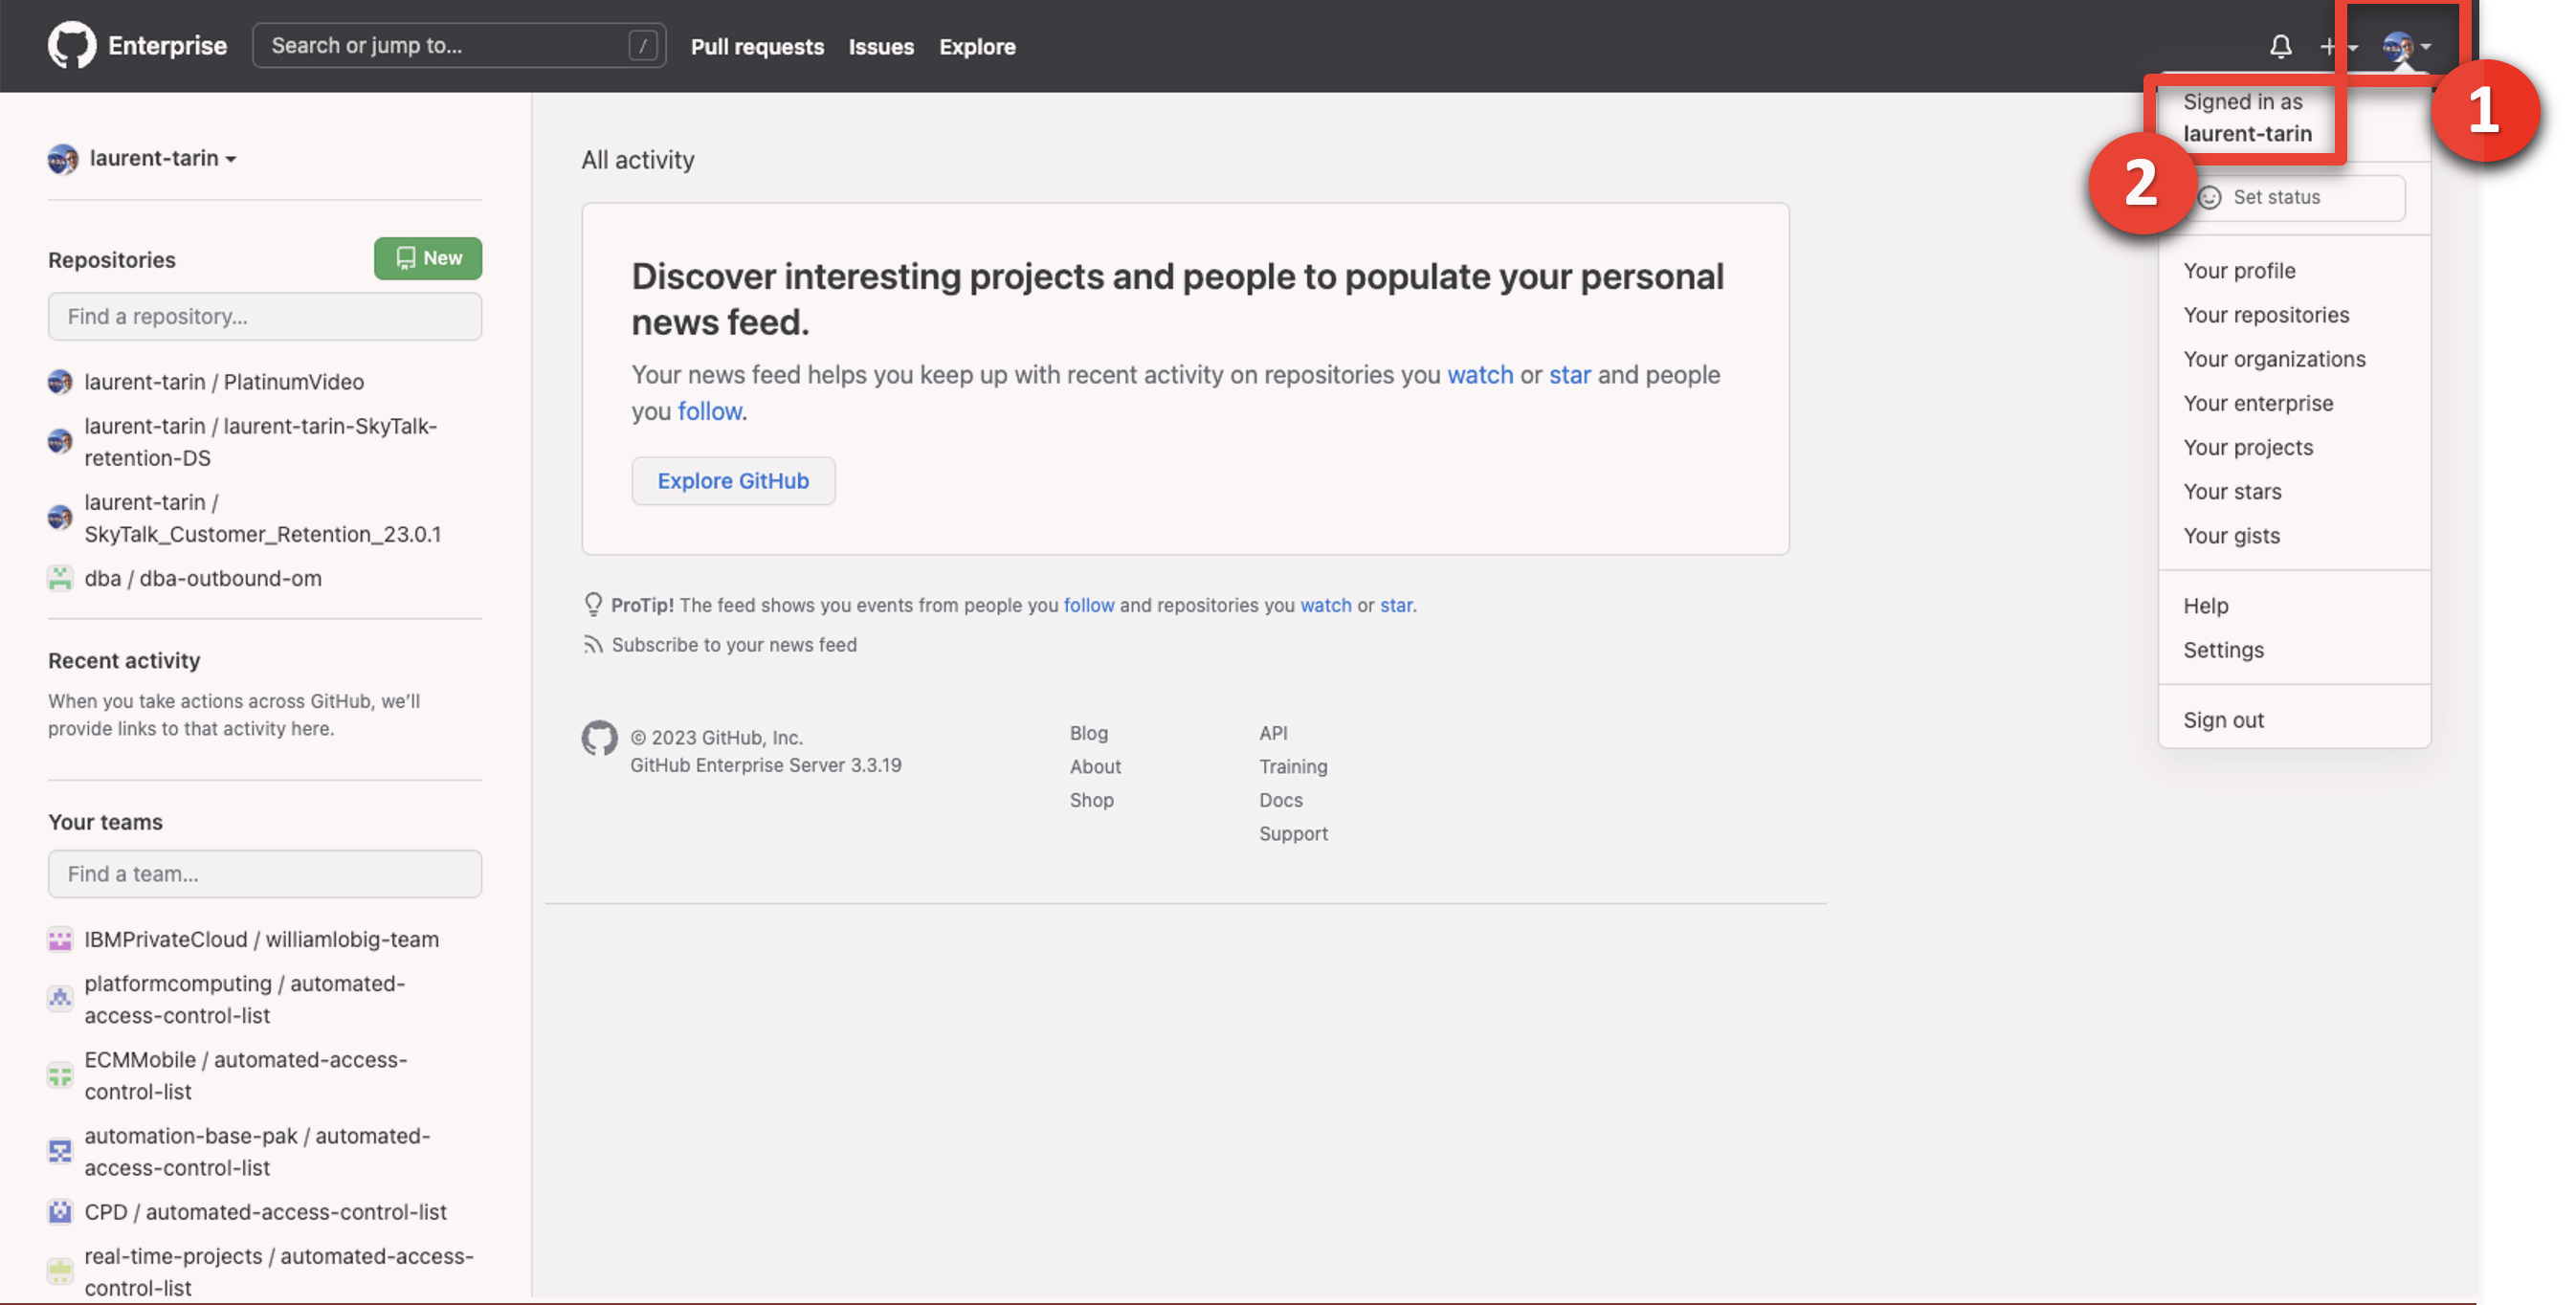 Enterprise
Search or jump to...
/
Pull requests
Issues
Explore
1
Signed in as
laurent-tarin
2
Set status
Your profile
Your repositories
Your organizations
Your enterprise
Your projects
Your stars
Your gists
Help
Settings
Sign out
laurent-tarin
Repositories
New
Find a repository...
laurent-tarin / PlatinumVideo
laurent-tarin / laurent-tarin-SkyTalk-
retention-DS
laurent-tarin /
SkyTalk_Customer_Retention_23.0.1
dba / dba-outbound-om
Recent activity
When you take actions across GitHub, we'll
provide links to that activity here.
Your teams
Find a team...
IBMPrivateCloud / williamlobig-team
platformcomputing / automated-
access-control-list
ECMMobile / automated-access-
control-list
automation-base-pak / automated-
access-control-list
CPD / automated-access-control-list
real-time-projects / automated-access-
control-list
All activity
Discover interesting projects and people to populate your personal
news feed.
Your news feed helps you keep up with recent activity on repositories you watch or star and people
you follow.
Explore GitHub
ProTip! The feed shows you events from people you follow and repositories you watch or star.
Subscribe to your news feed
© 2023 GitHub, Inc.
GitHub Enterprise Server 3.3.19
Blog
About
Shop
API
Training
Docs
Support